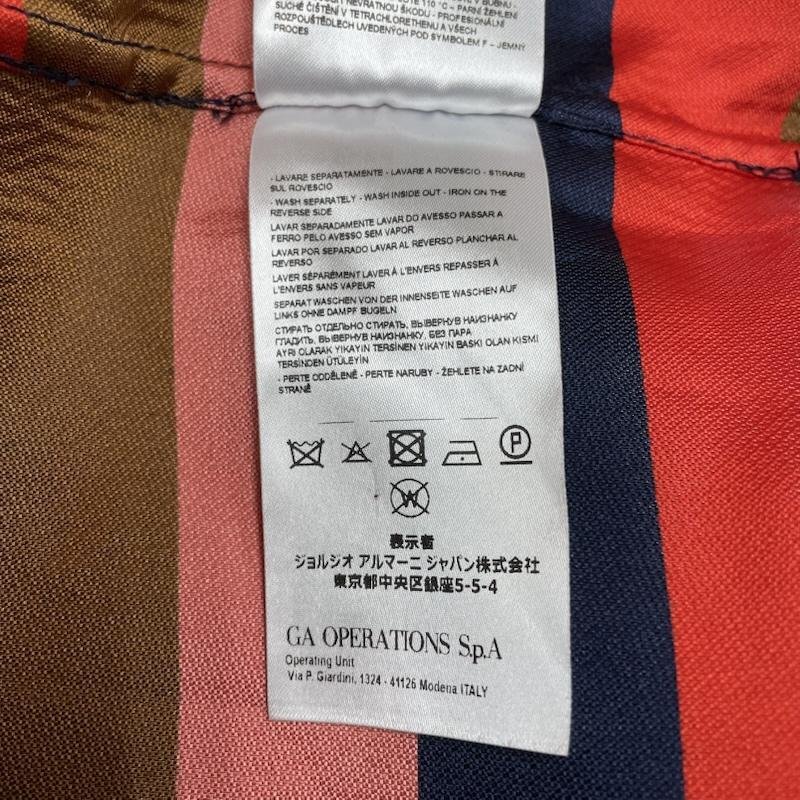 110 °C – PARNÍ ŽEHLENÍ
NEVRATNOU ŠKODU - PROFESIONÁLNÍ
SUCHÉ ČIŠTĚNÍ V TETRACHLORETHENU A VŠECH
ROZPOUŠTĚDLECH UVEDENÝCH POD SYMBOLEM F – JEMNÝ
PROCES
- LAVARE SEPARATAMENTE - LAVARE A ROVESCIO - STIRARE
SUL ROVESCIO
- WASH SEPARATELY - WASH INSIDE OUT - IRON ON THE
REVERSE SIDE
LAVAR SEPARADAMENTE LAVAR DO AVESSO PASSAR A
FERRO PELO AVESSO SEM VAPOR
LAVAR POR SEPARADO LAVAR AL REVERSO PLANCHAR AL
REVERSO
LAVER SÉPARÉMENT LAVER À L'ENVERS REPASSER À
L'ENVERS SANS VAPEUR
SEPARAT WASCHEN VON DER INNENSEITE WASCHEN AUF
LINKS OHNE DAMPF BUGELN
СТИРАТЬ ОТДЕЛЬНО СТИРАТЬ, ВЫВЕРНУВ НАИЗНАНКУ
ГЛАДИТЬ, ВЫВЕРНУВ НАИЗНАНКУ, БЕЗ ПАРА
AYRI OLARAK YIKAYIN TERSİNEN YIKAYIN BASKI OLAN KISMI
TERSİNDEN ÜTÜLEYİN
- PERTE ODDĚLENĚ - PERTE NARUBY - ŽEHLETE NA ZADNÍ
STRANĚ
P
W
表示者
ジョルジオ アルマーニ ジャパン株式会社
東京都中央区銀座5-5-4
GA OPERATIONS S.p.A
Operating Unit
Via P. Giardini, 1324 - 41126 Modena ITALY